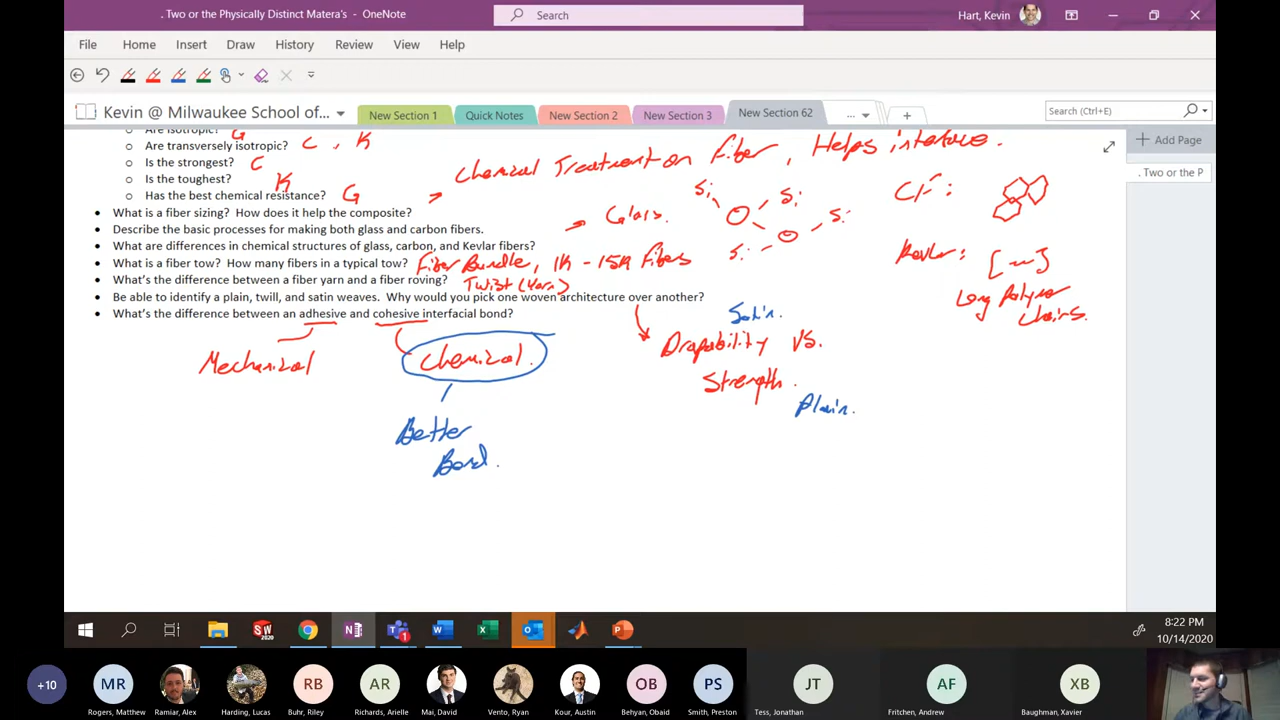 . Two or the Physically Distinct Matera's - OneNote
Search
Hart, Kevin
File Home Insert Draw History Review View Help
Kevin @ Milwaukee School of...
New Section 1
Quick Notes
New Section 2
New Section 3
New Section 62
...
Search (Ctrl+E)
Add Page
. Two or the P
Are isotropic? G
Are transversely isotropic? C, K
Is the strongest? C
Is the toughest? K
Has the best chemical resistance? G
Chemical Treatment on Fiber, Helps interface.
What is a fiber sizing? How does it help the composite?
Describe the basic processes for making both glass and carbon fibers.
What are differences in chemical structures of glass, carbon, and Kevlar fibers?
Glass.
Si
Si
Si
Si
O
O
Kevlar: [~]
Long Polymer
Chains.
What is a fiber tow? How many fibers in a typical tow? Fiber Bundle, 1K - 15K Fibers
What's the difference between a fiber yarn and a fiber roving? Twist (Yarn)
Be able to identify a plain, twill, and satin weaves. Why would you pick one woven architecture over another?
What's the difference between an adhesive and cohesive interfacial bond?
Satin.
Drapability vs.
Strength.
Plain.
Mechanical
Chemical.
Better
Bond.
8:22 PM
10/14/2020
+10
MR
RB
AR
OB
PS
JT
AF
XB
Rogers, Matthew
Ramiar, Alex
Harding, Lucas
Buhr, Riley
Richards, Arielle
Mai, David
Vento, Ryan
Kour, Austin
Behyan, Obaid
Smith, Preston
Tess, Jonathan
Fritchen, Andrew
Baughman, Xavier